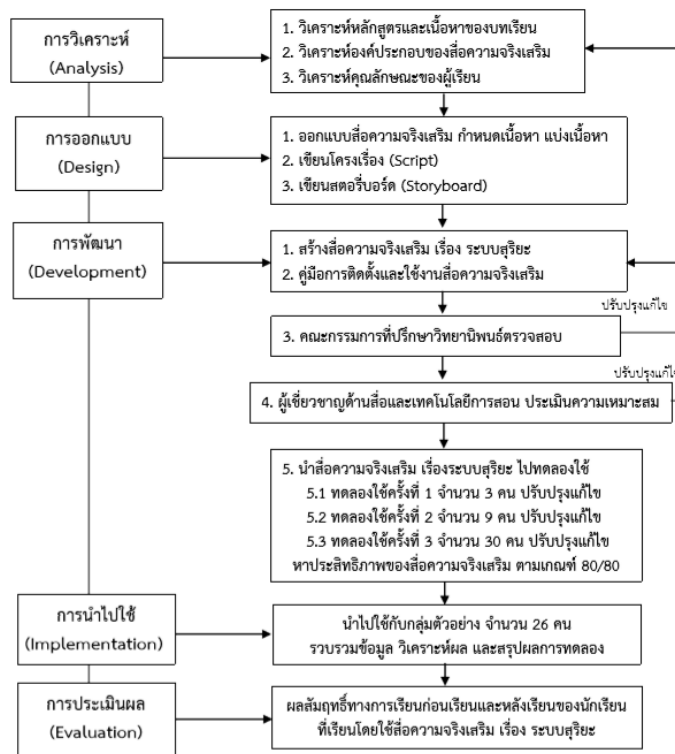 การวิเคราะห์
(Analysis)
1. วิเคราะห์หลักสูตรและเนื้อหาของบทเรียน
2. วิเคราะห์องค์ประกอบของสื่อความจริงเสริม
3. วิเคราะห์คุณลักษณะของผู้เรียน
การออกแบบ
(Design)
1. ออกแบบสื่อความจริงเสริม กำหนดเนื้อหา แบ่งเนื้อหา
2. เขียนโครงเรื่อง (Script)
3. เขียนสตอรี่บอร์ด (Storyboard)
การพัฒนา
(Development)
1. สร้างสื่อความจริงเสริม เรื่อง ระบบสุริยะ
2. คู่มือการติดตั้งและใช้งานสื่อความจริงเสริม
ปรับปรุงแก้ไข
3. คณะกรรมการที่ปรึกษาวิทยานิพนธ์ตรวจสอบ
ปรับปรุงแก้ไข
4. ผู้เชี่ยวชาญด้านสื่อและเทคโนโลยีการสอน ประเมินความเหมาะสม
5. นำสื่อความจริงเสริม เรื่องระบบสุริยะ ไปทดลองใช้
5.1 ทดลองใช้ครั้งที่ 1 จำนวน 3 คน ปรับปรุงแก้ไข
5.2 ทดลองใช้ครั้งที่ 2 จำนวน 9 คน ปรับปรุงแก้ไข
5.3 ทดลองใช้ครั้งที่ 3 จำนวน 30 คน ปรับปรุงแก้ไข
หาประสิทธิภาพของสื่อความจริงเสริม ตามเกณฑ์ 80/80
การนำไปใช้
(Implementation)
นำไปใช้กับกลุ่มตัวอย่าง จำนวน 26 คน
รวบรวมข้อมูล วิเคราะห์ผล และสรุปผลการทดลอง
การประเมินผล
(Evaluation)
ผลสัมฤทธิ์ทางการเรียนก่อนเรียนและหลังเรียนของนักเรียน
ที่เรียนโดยใช้สื่อความจริงเสริม เรื่อง ระบบสุริยะ